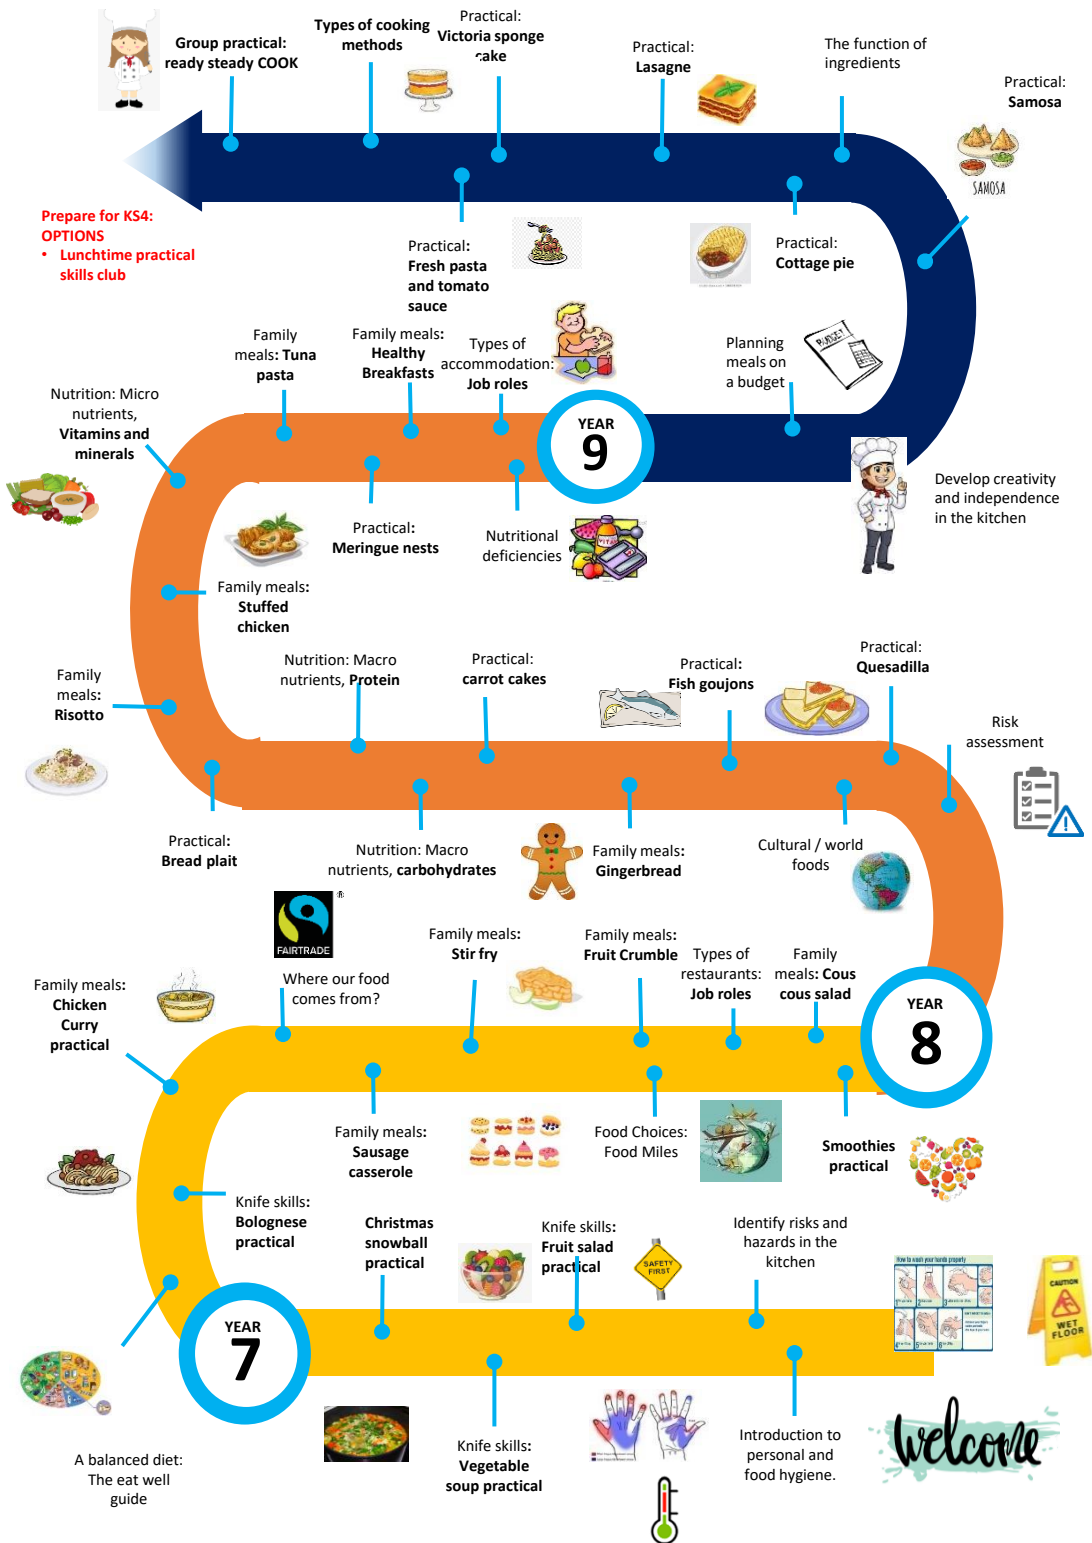 Group practical:
ready steady COOK
Types of cooking
methods
Practical:
Victoria sponge
cake
Practical:
Lasagne
The function of
ingredients
Practical:
Samosa
SAMOSA
Prepare for KS4:
OPTIONS
• Lunchtime practical
skills club
Practical:
Fresh pasta
and tomato
sauce
Practical:
Cottage pie
Family
meals: Tuna
pasta
Family meals:
Healthy
Breakfasts
Types of
accommodation:
Job roles
Planning
meals on
a budget
BUDGET
YEAR
9
Nutrition: Micro
nutrients,
Vitamins and
minerals
Develop creativity
and independence
in the kitchen
Practical:
Meringue nests
Nutritional
deficiencies
Family meals:
Stuffed
chicken
Family
meals:
Risotto
Nutrition: Macro
nutrients, Protein
Practical:
carrot cakes
Practical:
Fish goujons
Practical:
Quesadilla
Risk
assessment
Practical:
Bread plait
Nutrition: Macro
nutrients, carbohydrates
Family meals:
Gingerbread
Cultural / world
foods
FAIRTRADE
®
Where our food
comes from?
Family meals:
Stir fry
Family meals:
Fruit Crumble
Types of
restaurants:
Job roles
Family
meals: Cous
cous salad
YEAR
8
Family meals:
Chicken
Curry
practical
Family meals:
Sausage
casserole
Food Choices:
Food Miles
Smoothies
practical
Knife skills:
Bolognese
practical
Christmas
snowball
practical
Knife skills:
Fruit salad
practical
SAFETY
FIRST
Identify risks and
hazards in the
kitchen
How to wash your hands properly
CAUTION
WET
FLOOR
YEAR
7
A balanced diet:
The eat well
guide
Knife skills:
Vegetable
soup practical
Introduction to
personal and
food hygiene.
welcome